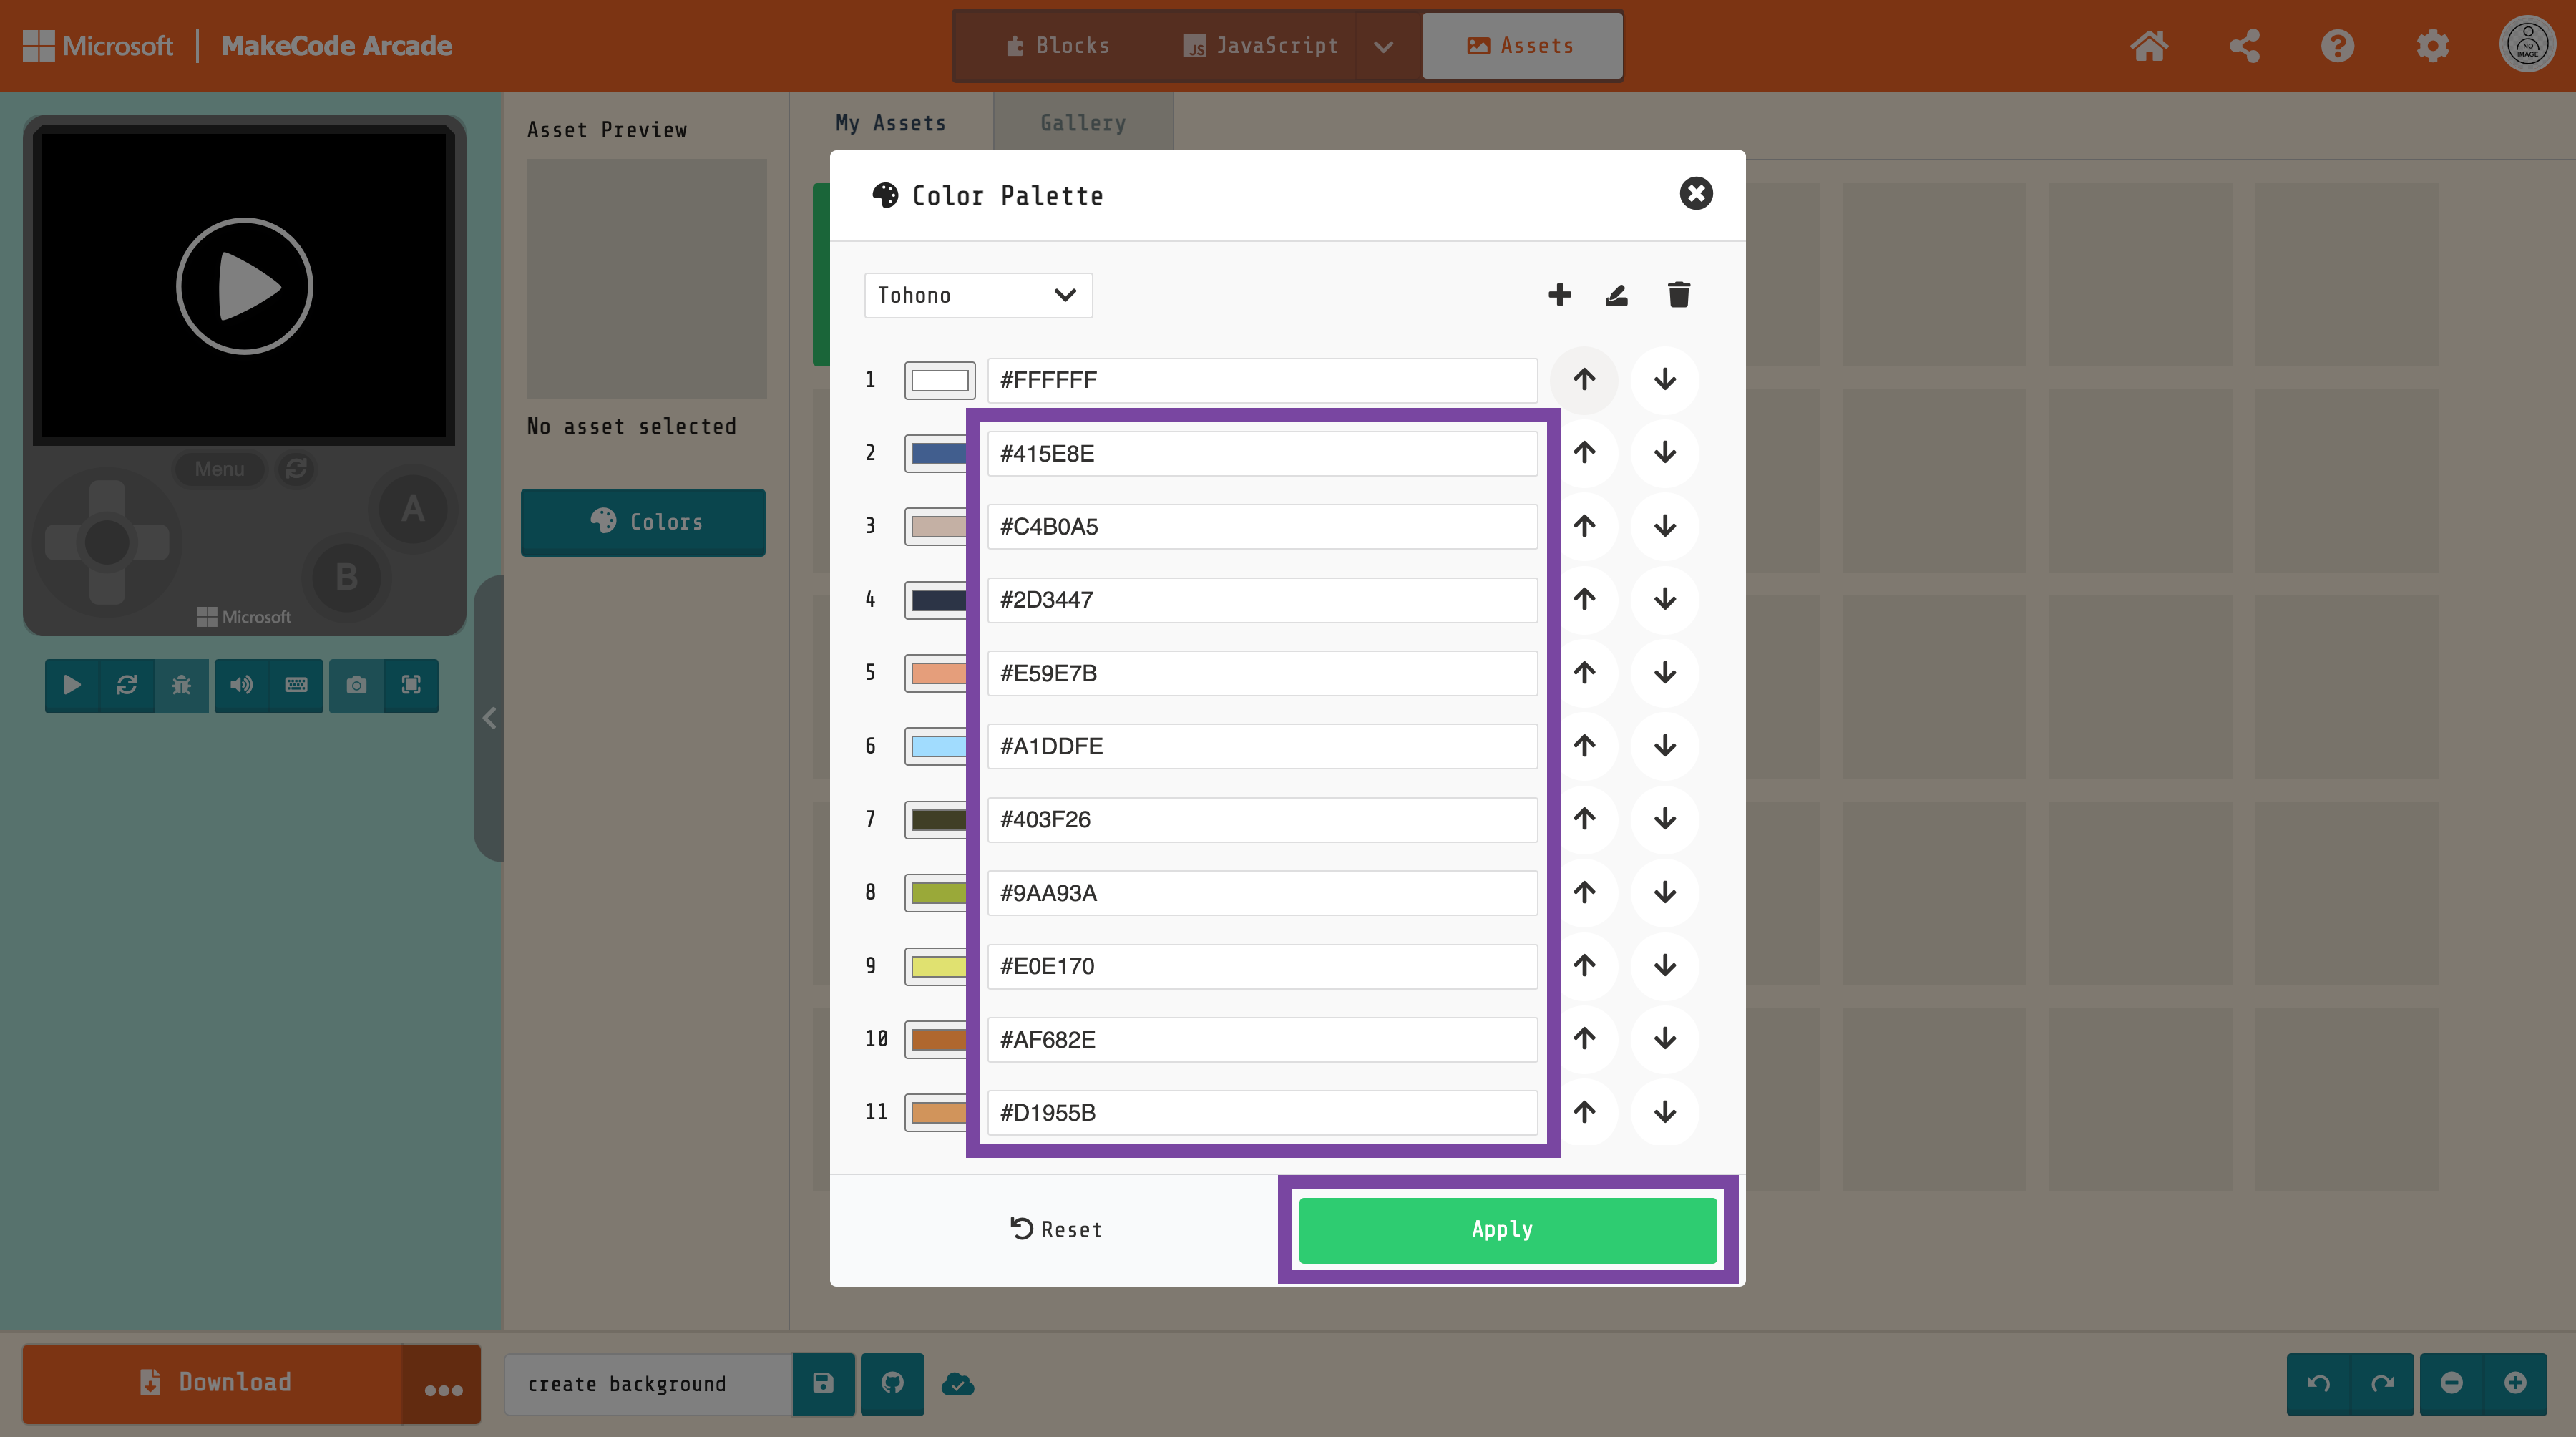 Microsoft | MakeCode Arcade
Blocks
JavaScript
Assets
NO
IMAGE
Asset Preview
No asset selected
Colors
My Assets
Gallery
Menu
A
B
Microsoft
Color Palette
Tohono
1 #FFFFFF
2 #415E8E
3 #C4B0A5
4 #2D3447
5 #E59E7B
6 #A1DDFE
7 #403F26
8 #9AA93A
9 #E0E170
10 #AF682E
11 #D1955B
Reset
Apply
Download
create background